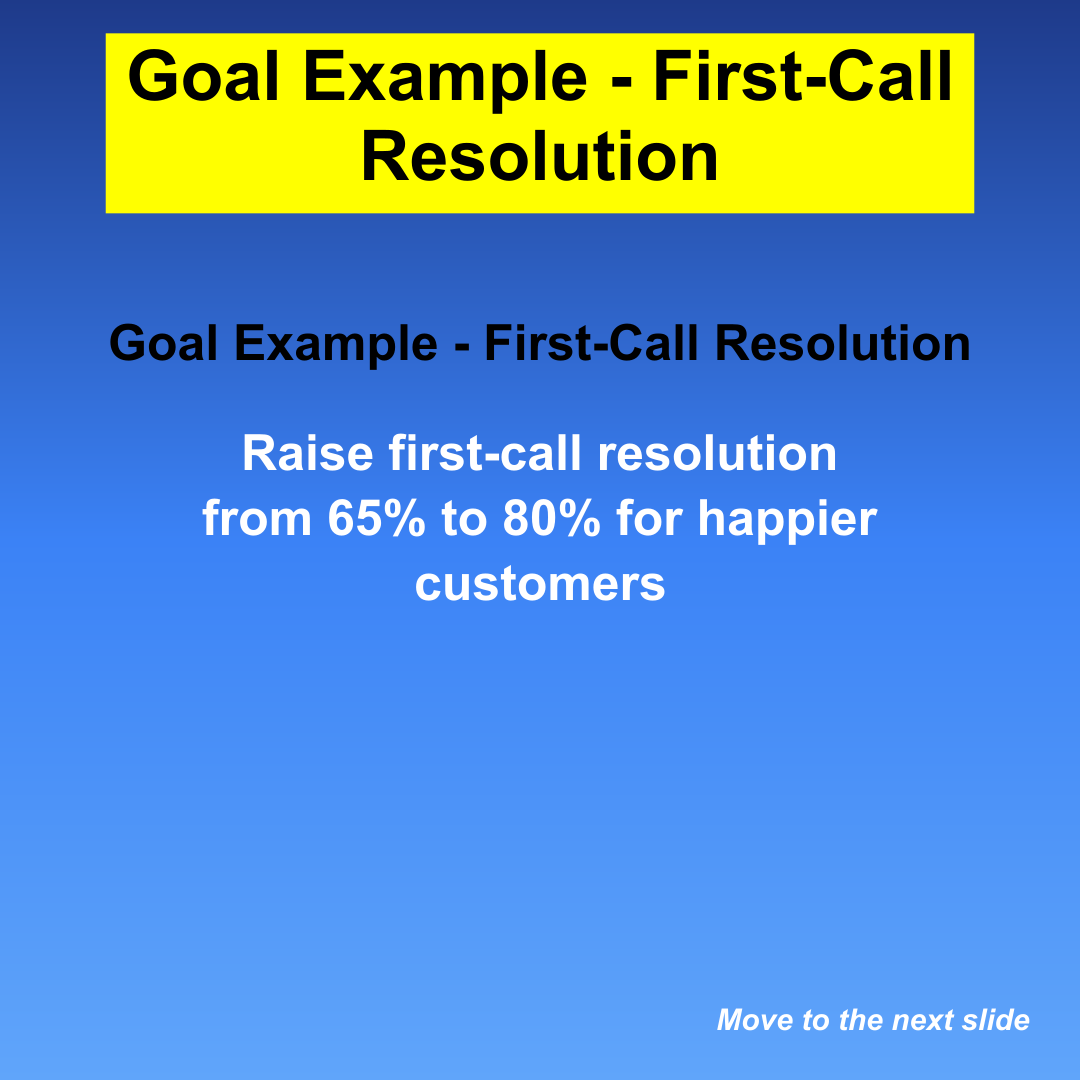 Goal Example - First-Call
Resolution
Goal Example - First-Call Resolution
Raise first-call resolution
from 65% to 80% for happier
customers
Move to the next slide